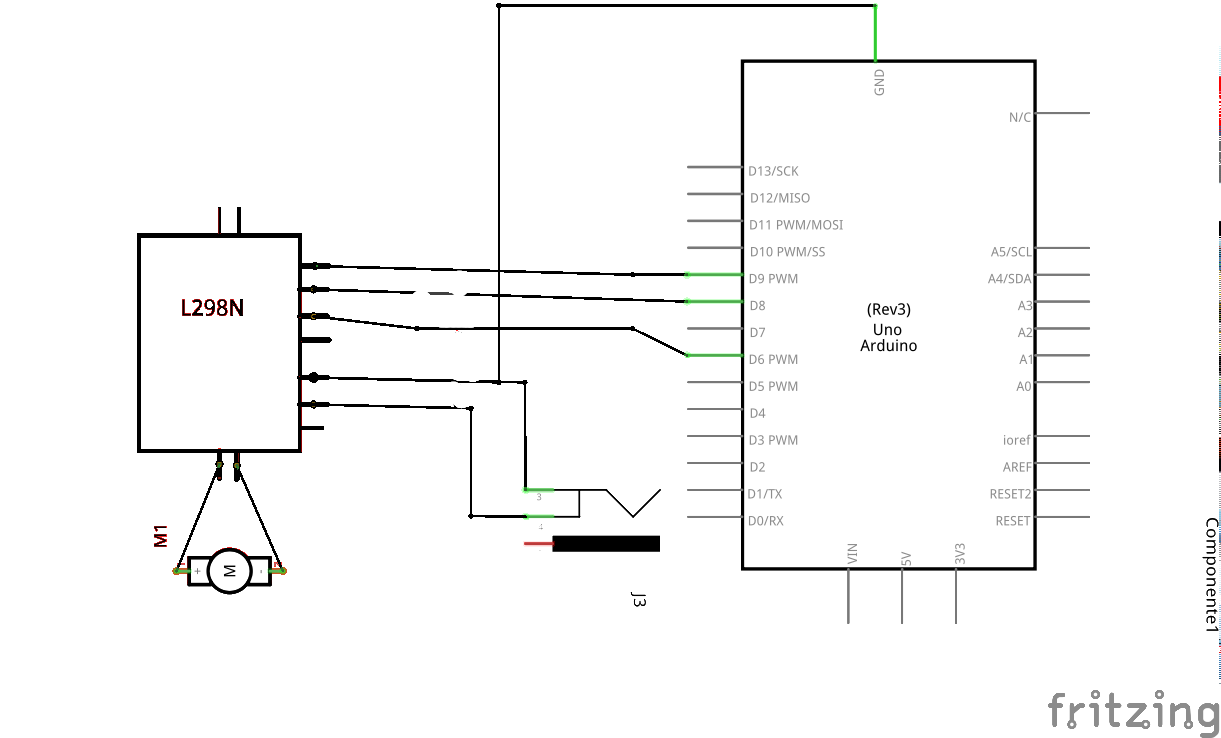 GND
N/C
D13/SCK
D12/MISO
D11 PWM/MOSI
D10 PWM/SS
D9 PWM
D8
D7
D6 PWM
D5 PWM
D4
D3 PWM
D2
D1/TX
D0/RX
A5/SCL
A4/SDA
A3
A2
A1
A0
ioref
AREF
RESET2
RESET
(Rev3)
Uno
Arduino
VIN
5V
3V3
L298N
M1
+
M
-
3
4
J3
Componente1
fritzing